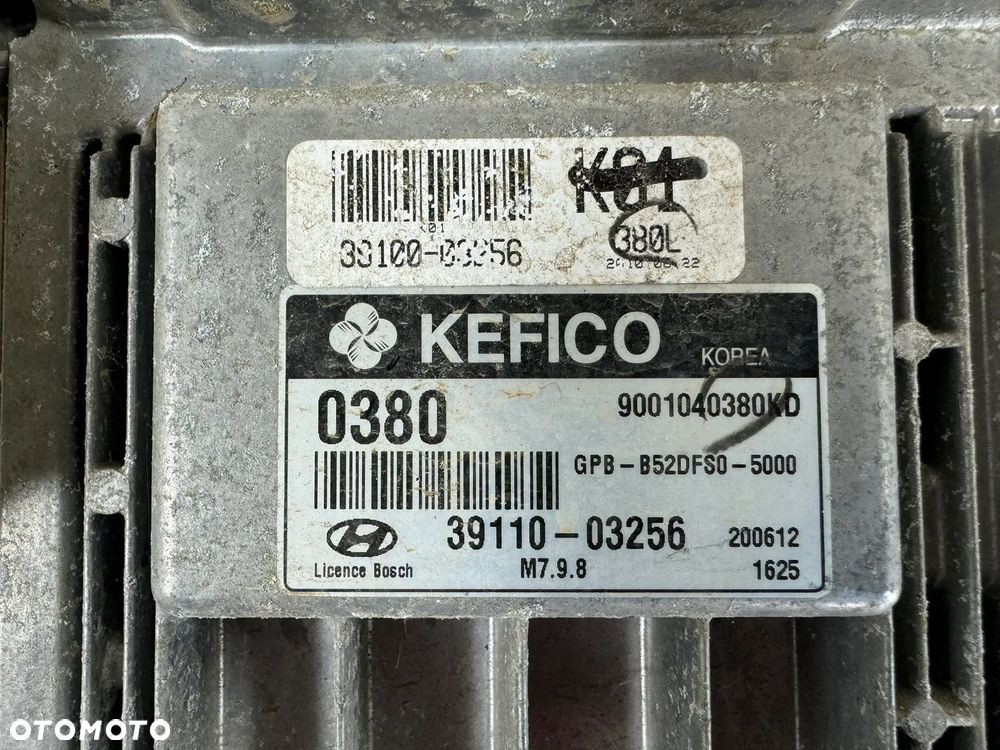 K01
K01
39100-03256
380L
KEFICO
KOREA
0380
9001040380KD
GPB-B52DFS0-5000
39110-03256
200612
Licence Bosch
M7.9.8
1625
OTOMOTO